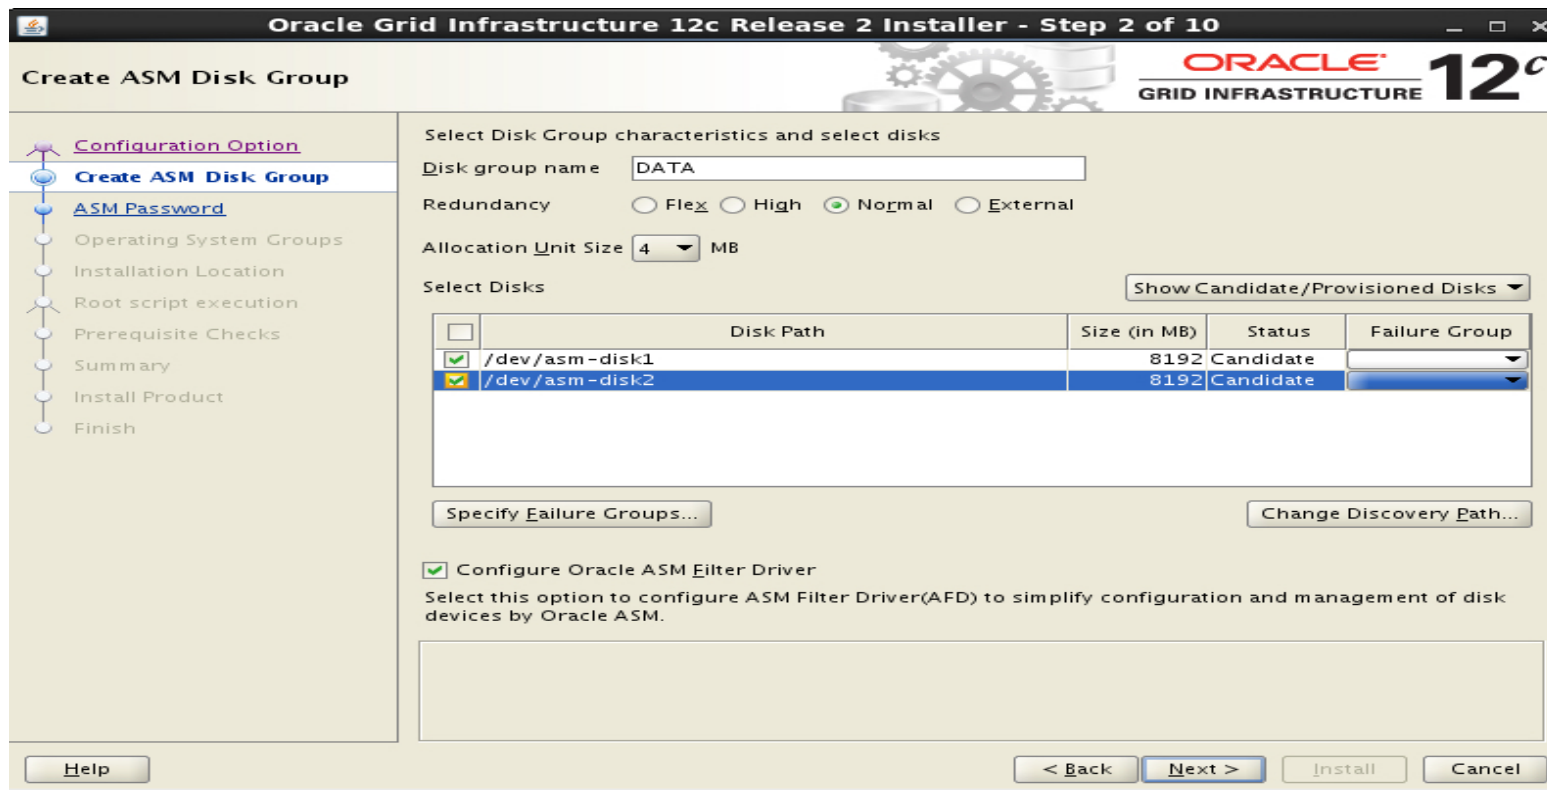 Oracle Grid Infrastructure 12c Release 2 Installer - Step 2 of 10
Create ASM Disk Group
ORACLE
GRID INFRASTRUCTURE
12c
Configuration Option
Create ASM Disk Group
ASM Password
Operating System Groups
Installation Location
Root script execution
Prerequisite Checks
Summary
Install Product
Finish
Select Disk Group characteristics and select disks
Disk group name DATA
Redundancy Flex High Normal External
Allocation Unit Size 4 MB
Select Disks Show Candidate/Provisioned Disks
Disk Path Size (in MB) Status Failure Group
/dev/asm-disk1 8192 Candidate
/dev/asm-disk2 8192 Candidate
Specify Failure Groups... Change Discovery Path...
Configure Oracle ASM Filter Driver
Select this option to configure ASM Filter Driver(AFD) to simplify configuration and management of disk
devices by Oracle ASM.
Help < Back Next > Install Cancel